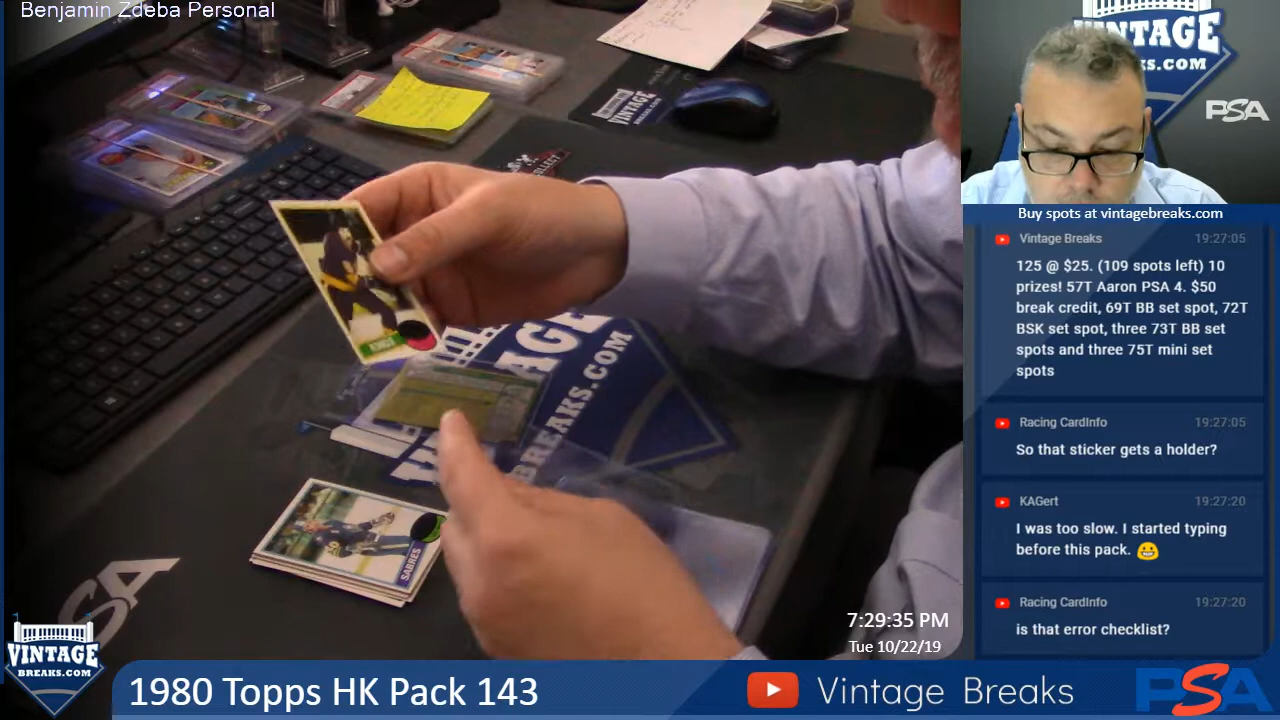 Benjamin Zdeba Personal
VINTAGE
BREAKS.COM
PSA
Buy spots at vintagebreaks.com
Vintage Breaks 19:27:05
125 @ $25. (109 spots left) 10
prizes! 57T Aaron PSA 4. $50
break credit, 69T BB set spot, 72T
BSK set spot, three 73T BB set
spots and three 75T mini set
spots
Racing CardInfo 19:27:05
So that sticker gets a holder?
KAGert 19:27:20
I was too slow. I started typing
before this pack. 😀
Racing CardInfo 19:27:20
is that error checklist?
VINTAGE
BREAKS.COM
KINGS
SABRES
PSA
7:29:35 PM
Tue 10/22/19
VINTAGE
BREAKS.COM
1980 Topps HK Pack 143
Vintage Breaks
PSA